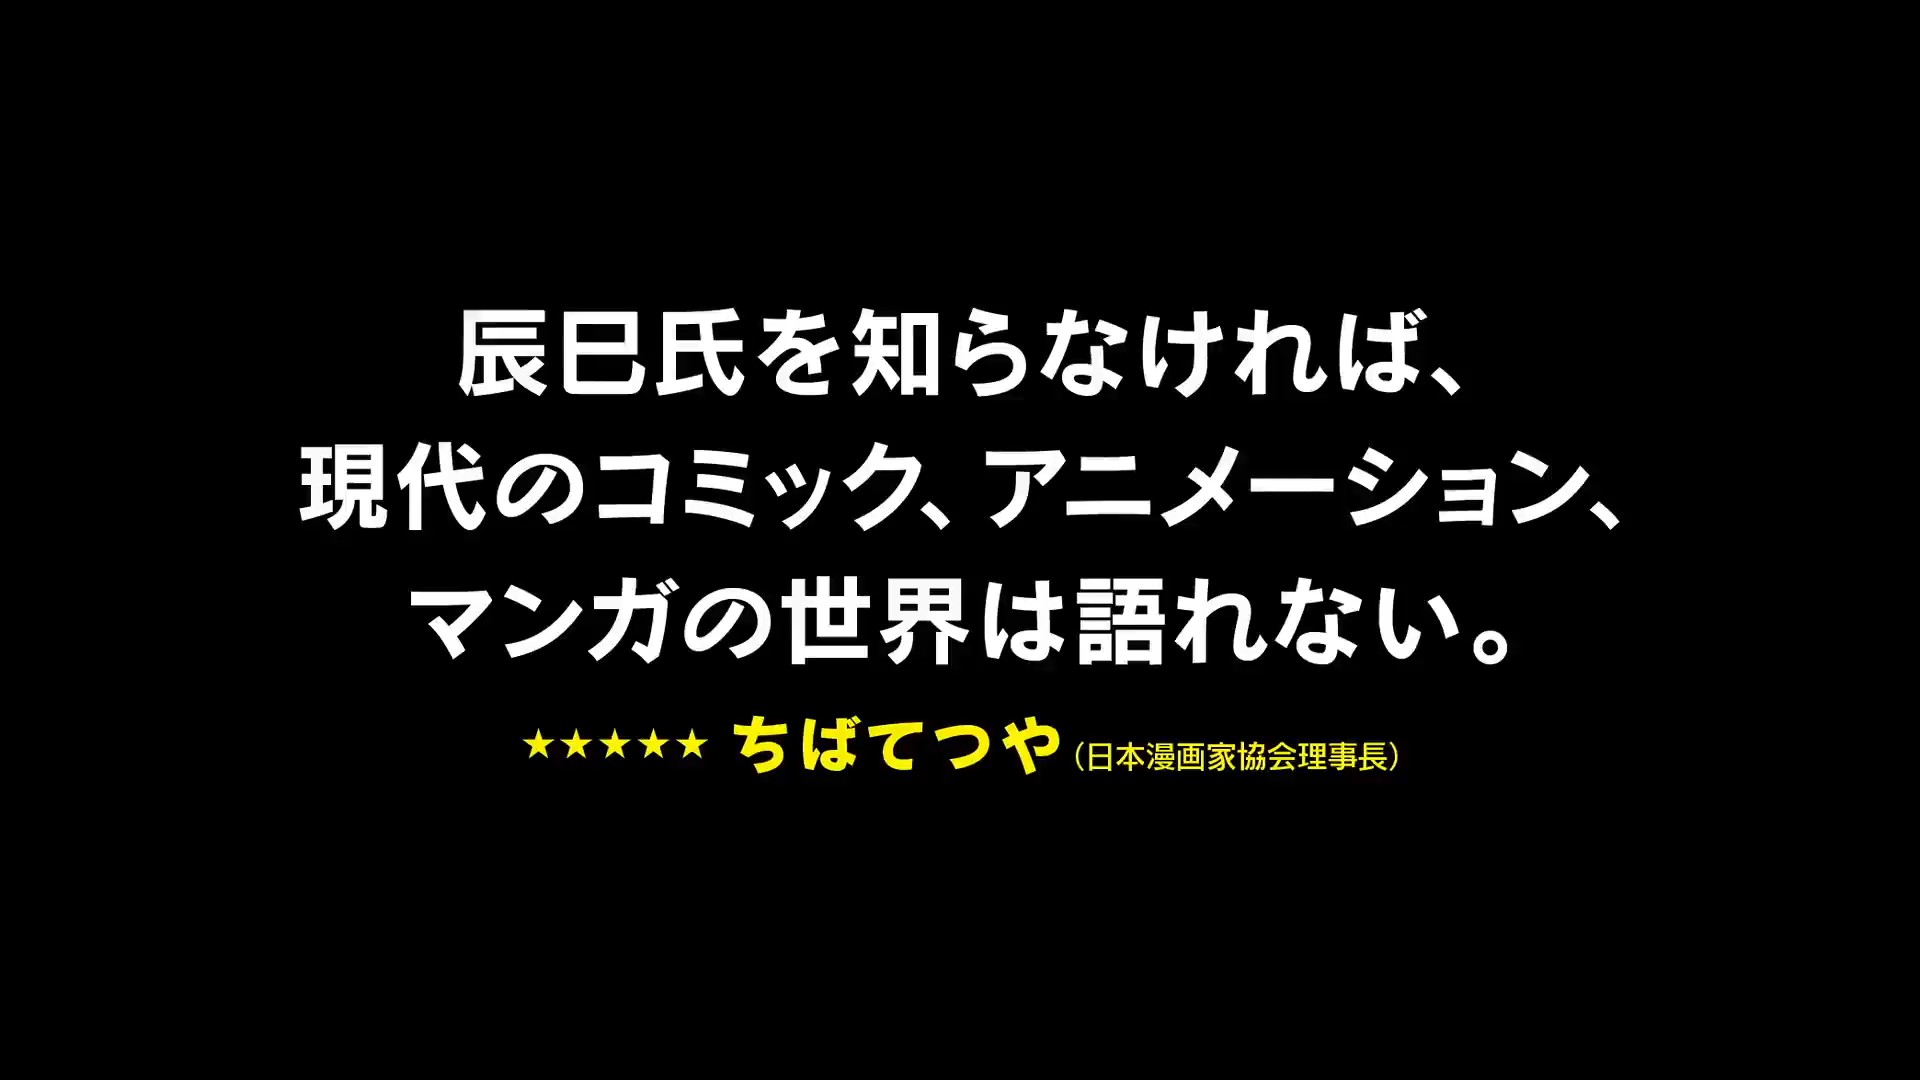 辰巳氏を知らなければ、
現代のコミック、アニメーション、
マンガの世界は語れない。
★★★★★ ちばてつや（日本漫画家協会理事長）